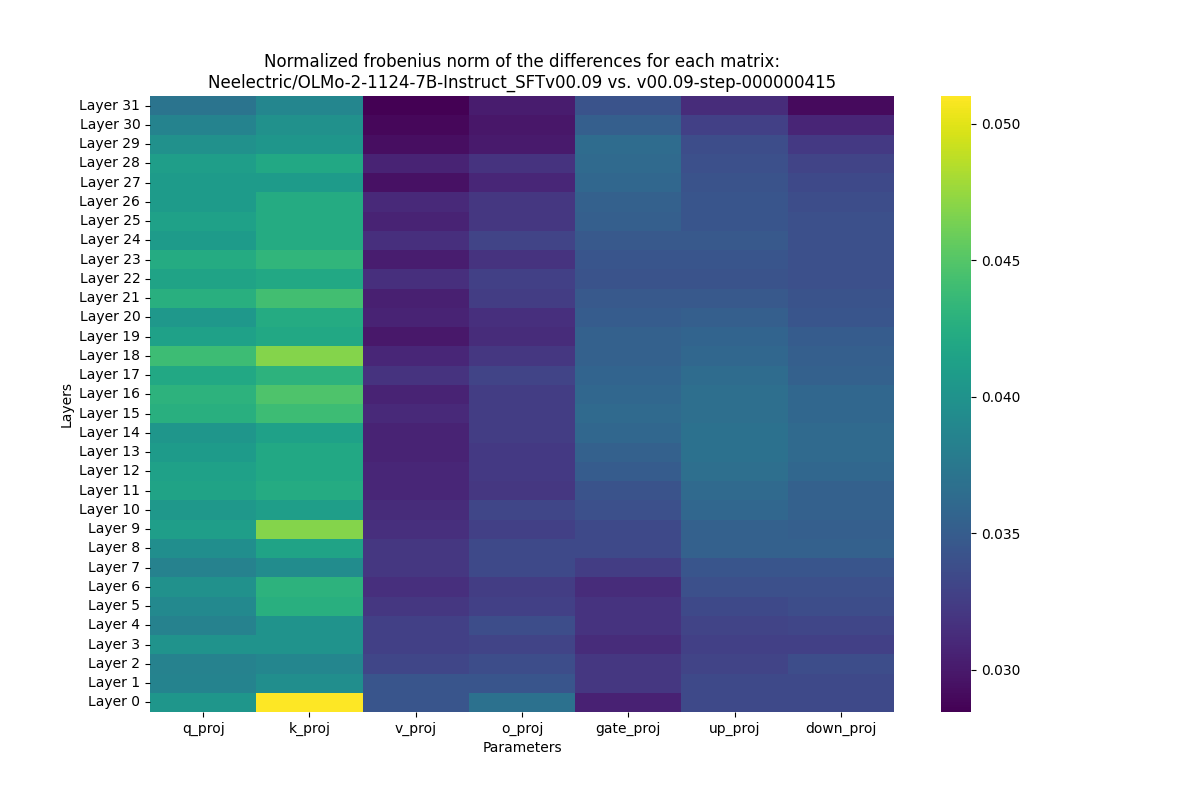 Normalized frobenius norm of the differences for each matrix:
Neelectric/OLMo-2-1124-7B-Instruct_SFTv00.09 vs. v00.09-step-000000415
Layers
Layer 31
Layer 30
Layer 29
Layer 28
Layer 27
Layer 26
Layer 25
Layer 24
Layer 23
Layer 22
Layer 21
Layer 20
Layer 19
Layer 18
Layer 17
Layer 16
Layer 15
Layer 14
Layer 13
Layer 12
Layer 11
Layer 10
Layer 9
Layer 8
Layer 7
Layer 6
Layer 5
Layer 4
Layer 3
Layer 2
Layer 1
Layer 0
q_proj k_proj v_proj o_proj gate_proj up_proj down_proj
Parameters
0.050
0.045
0.040
0.035
0.030